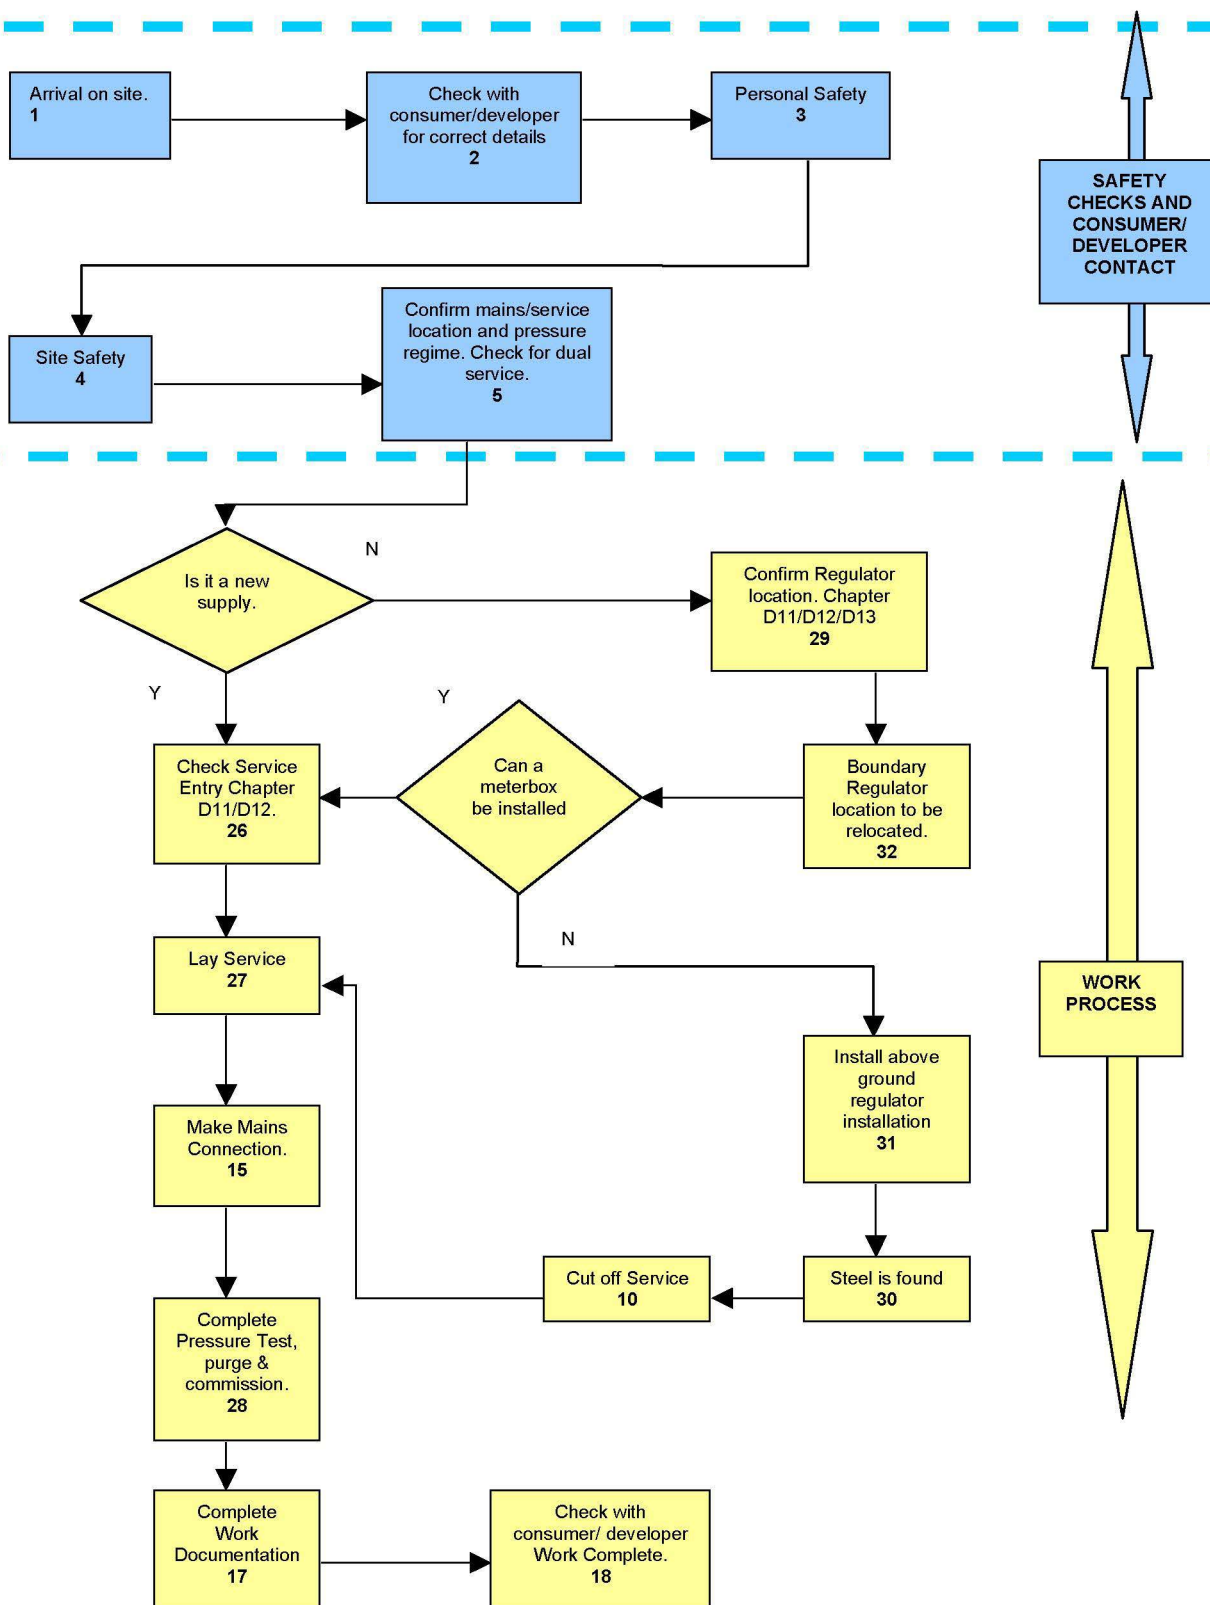 Arrival on site.
1
Check with
consumer/developer
for correct details
2
Personal Safety
3
SAFETY
CHECKS AND
CONSUMER/
DEVELOPER
CONTACT
Site Safety
4
Confirm mains/service
location and pressure
regime. Check for dual
service.
5
Is it a new
supply.
N
Y
Confirm Regulator
location. Chapter
D11/D12/D13
29
Check Service
Entry Chapter
D11/D12.
26
Y
Can a
meterbox
be installed
Boundary
Regulator
location to be
relocated.
32
N
Lay Service
27
WORK
PROCESS
Install above
ground
regulator
installation
31
Make Mains
Connection.
15
Cut off Service
10
Steel is found
30
Complete
Pressure Test,
purge &
commission.
28
Complete
Work
Documentation
17
Check with
consumer/ developer
Work Complete.
18